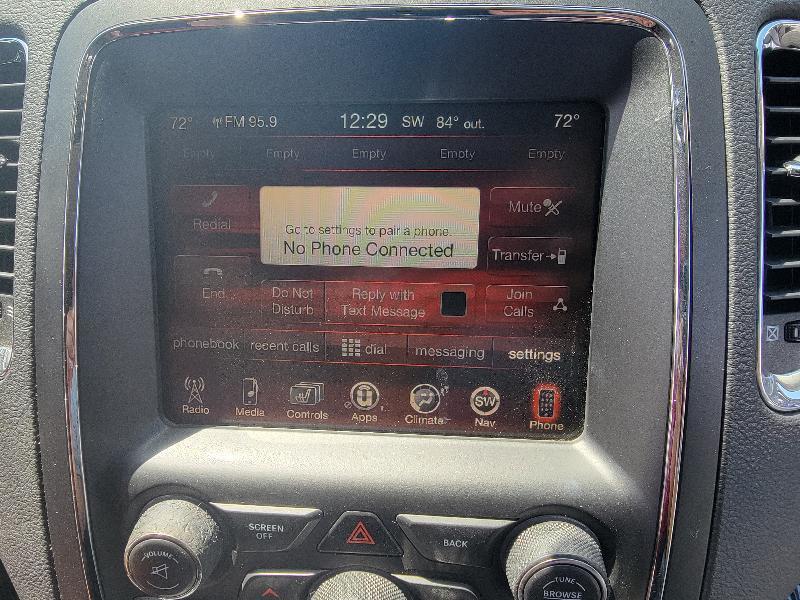 72° FM 95.9 12:29 SW 84° out. 72°
Empty Empty Empty Empty Empty
Redial
Go to settings to pair a phone.
No Phone Connected
Mute
Transfer
End
Do Not
Disturb
Reply with
Text Message
Join
Calls
phonebook recent calls dial messaging settings
Radio Media Controls Apps Climate SW Nav Phone
VOLUME
SCREEN
OFF
BACK
TUNE
BROWSE